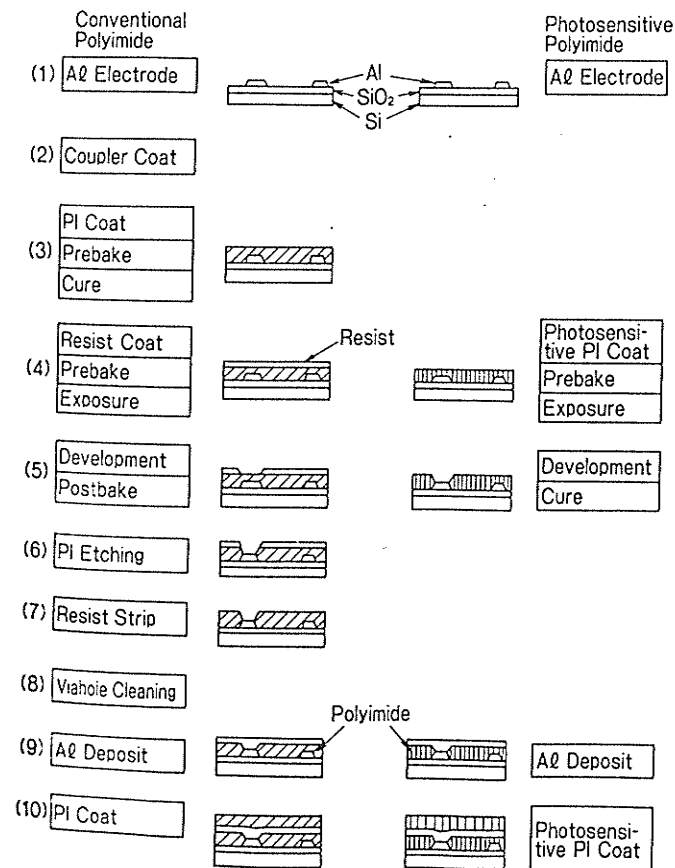 Conventional
Polyimide
Photosensitive
Polyimide
(1) Aℓ Electrode
Al
SiO₂
Si
Aℓ Electrode
(2) Coupler Coat
(3) PI Coat
Prebake
Cure
(4) Resist Coat
Prebake
Exposure
Resist
Photosensi-
tive PI Coat
Prebake
Exposure
(5) Development
Postbake
Development
Cure
(6) PI Etching
(7) Resist Strip
(8) Viahole Cleaning
Polyimide
(9) Aℓ Deposit
Aℓ Deposit
(10) PI Coat
Photosensi-
tive PI Coat